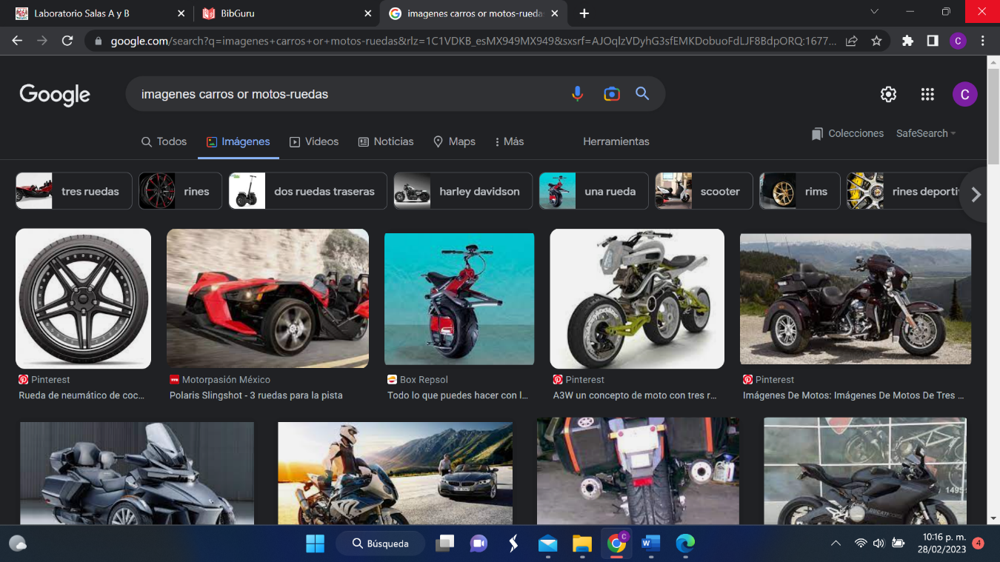 Laboratorio Salas A y B
BibGuru
imagenes carros or motos-ruedas
google.com/search?q=imagenes+carros+or+motos-ruedas&rlz=1C1VDKB_esMX949MX949&sxsrf=AJOqlzVDyhG3sfEMKDobuoFdLJF8BdpORQ:1677...
C
Google
imagenes carros or motos-ruedas
C
Todos
Imágenes
Videos
Noticias
Maps
Más
Herramientas
Colecciones
SafeSearch
tres ruedas
rines
dos ruedas traseras
harley davidson
una rueda
scooter
rims
rines deporti
Pinterest
Rueda de neumático de coc...
Motorpasión México
Polaris Slingshot - 3 ruedas para la pista
Box Repsol
Todo lo que puedes hacer con l...
Pinterest
A3W un concepto de moto con tres r...
Pinterest
Imágenes De Motos: Imágenes De Motos De Tres ...
1495
DUCATI CORSE
Búsqueda
C
W
10:16 p. m.
28/02/2023
4